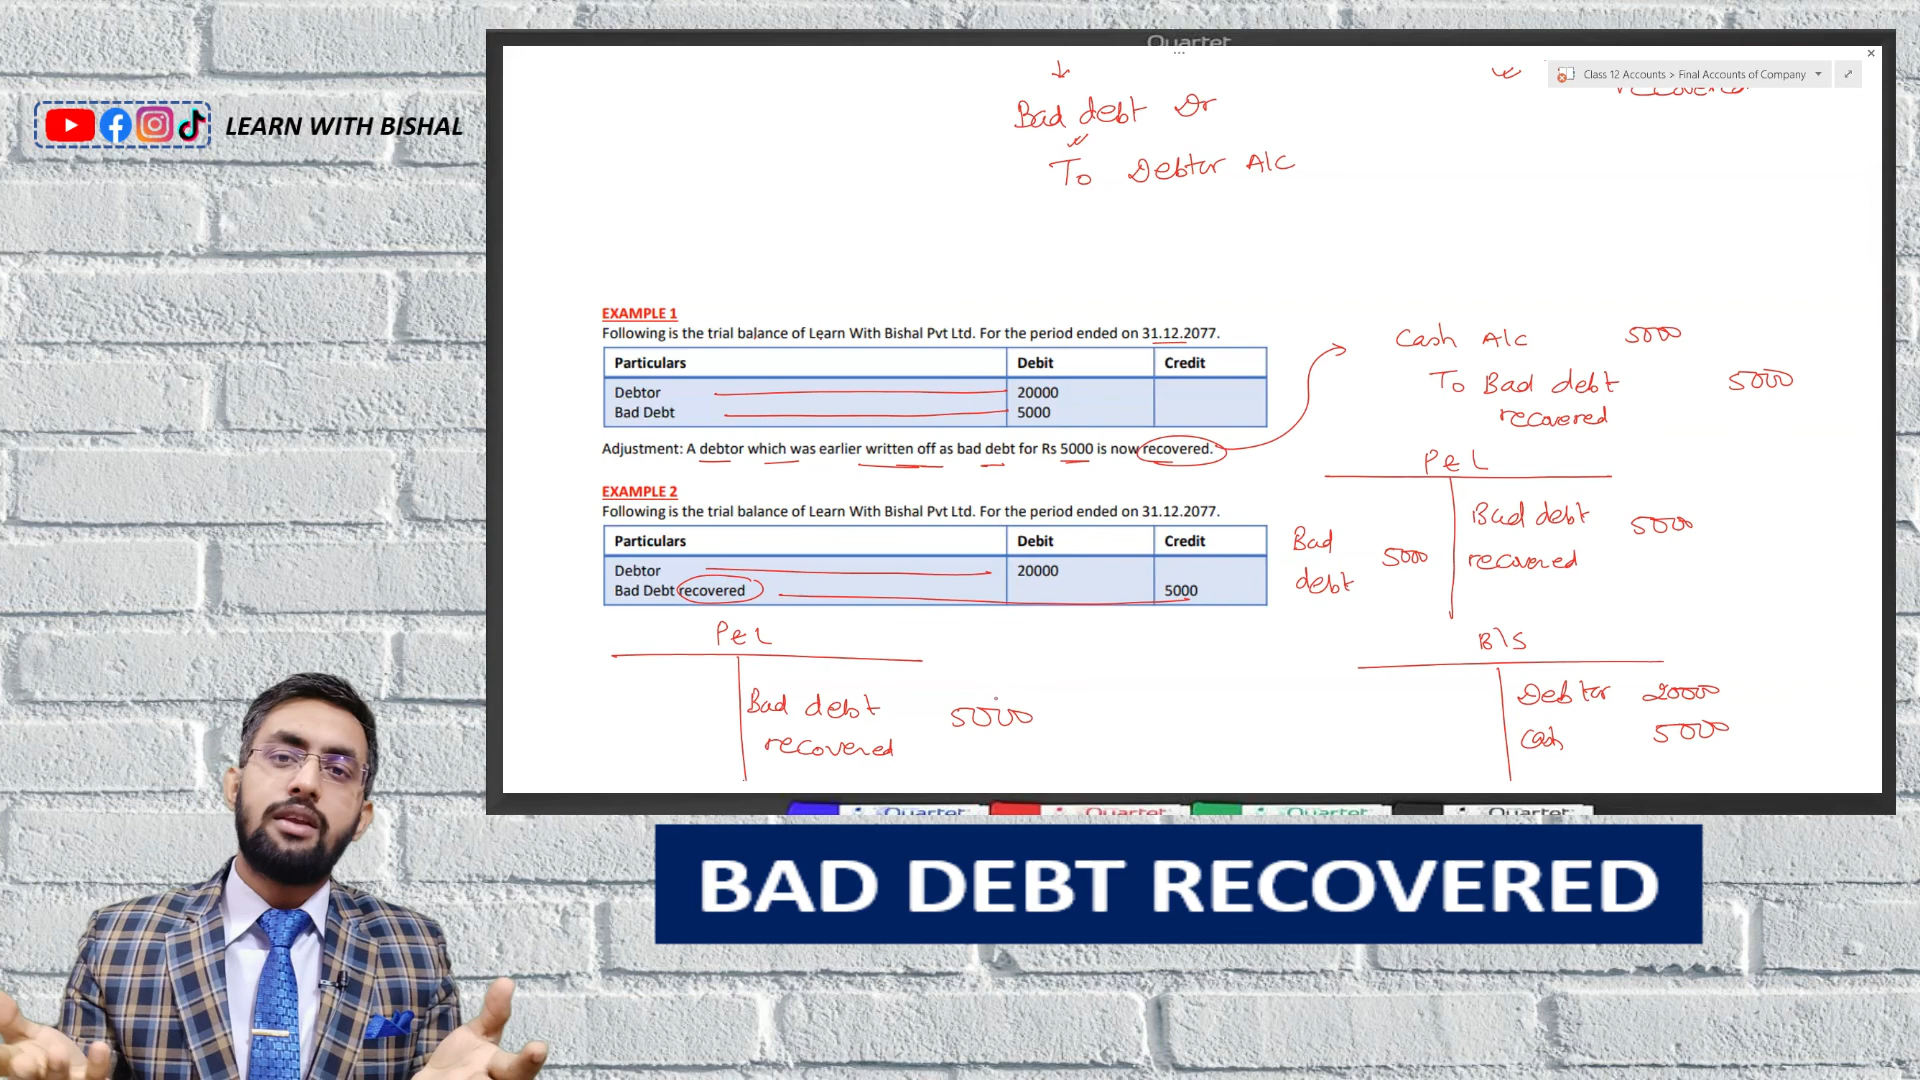 Quartet
Class 12 Accounts > Final Accounts of Company
recovered
Bad debt Dr
To Debtor A/c
LEARN WITH BISHAL
EXAMPLE 1
Following is the trial balance of Learn With Bishal Pvt Ltd. For the period ended on 31.12.2077.
Particulars Debit Credit
Debtor 20000
Bad Debt 5000
Adjustment: A debtor which was earlier written off as bad debt for Rs 5000 is now recovered.
Cash A/c 5000
To Bad debt 5000
recovered
P&L
Bad debt 5000
Bad debt recovered 5000
EXAMPLE 2
Following is the trial balance of Learn With Bishal Pvt Ltd. For the period ended on 31.12.2077.
Particulars Debit Credit
Debtor 20000
Bad Debt recovered 5000
P&L
Bad debt 5000
recovered
B\S
Debtor 20000
Cash 5000
Quartet Quartet Quartet Quartet
BAD DEBT RECOVERED